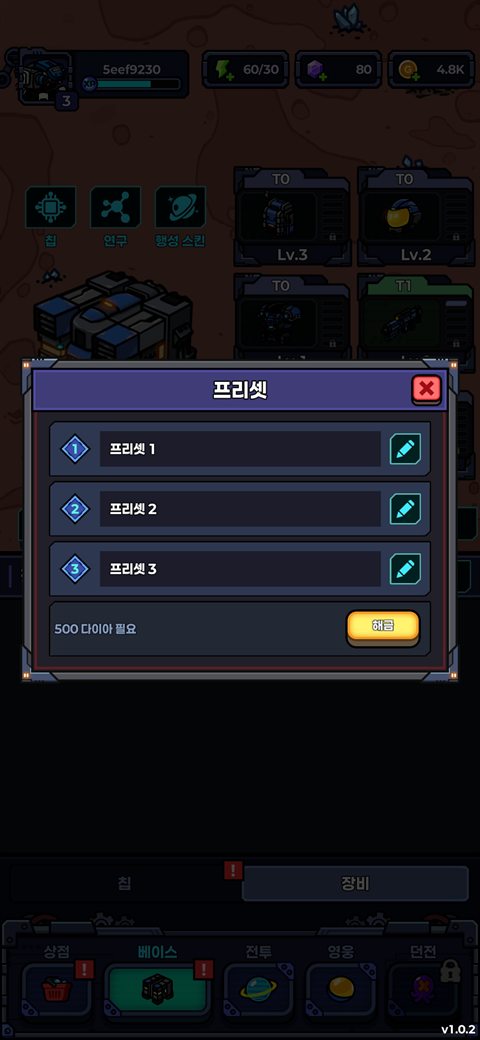 5eef9230
XP
3
60/30
80
4.8K
칩
연구
행성 스킨
T0
Lv.3
T0
Lv.2
T0
T1
프리셋
1
프리셋 1
2
프리셋 2
3
프리셋 3
500 다이아 필요
해금
칩
장비
상점
베이스
전투
영웅
던전
v1.0.2